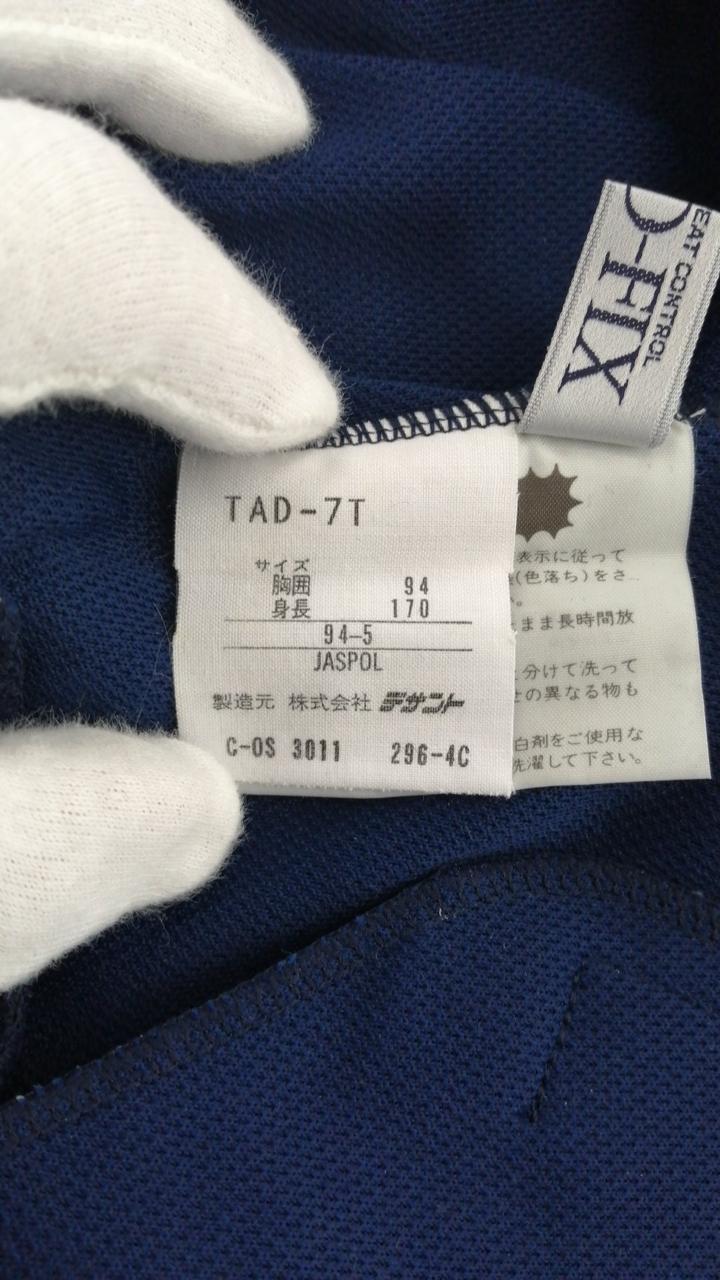 TAD-7T
サイズ
胸囲 94
身長 170
94-5
JASPOL
製造元 株式会社 デサント
C-OS 3011 296-4C
EAT CONTROL
O-HIX
表示に従って
(色落ち)をさ
まま長時間放
分けて洗って
せの異なる物も
白剤をご使用な
洗濯して下さい。